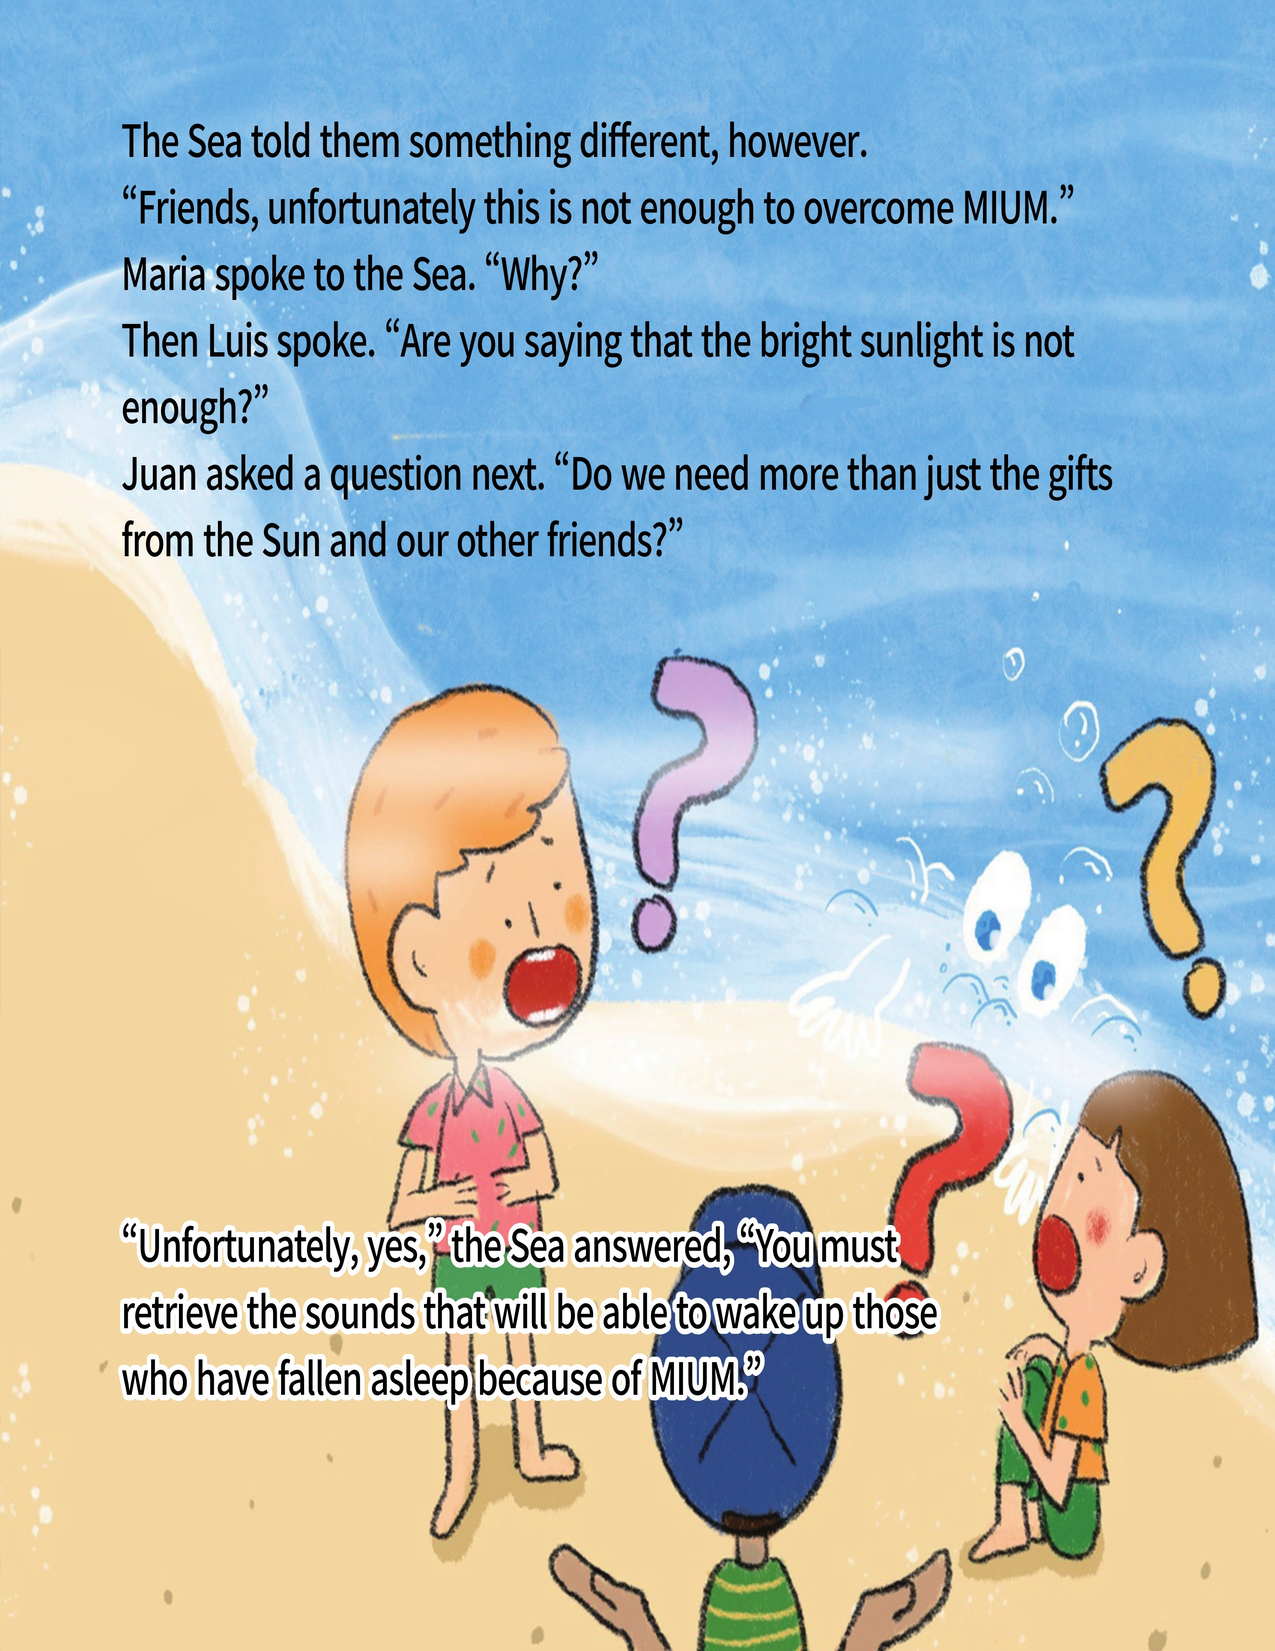 The Sea told them something different, however.
“Friends, unfortunately this is not enough to overcome MIUM.”
Maria spoke to the Sea. “Why?”
Then Luis spoke. “Are you saying that the bright sunlight is not
enough?”
Juan asked a question next. “Do we need more than just the gifts
from the Sun and our other friends?”
?
?
?
“Unfortunately, yes,” the Sea answered, “You must
retrieve the sounds that will be able to wake up those
who have fallen asleep because of MIUM.”